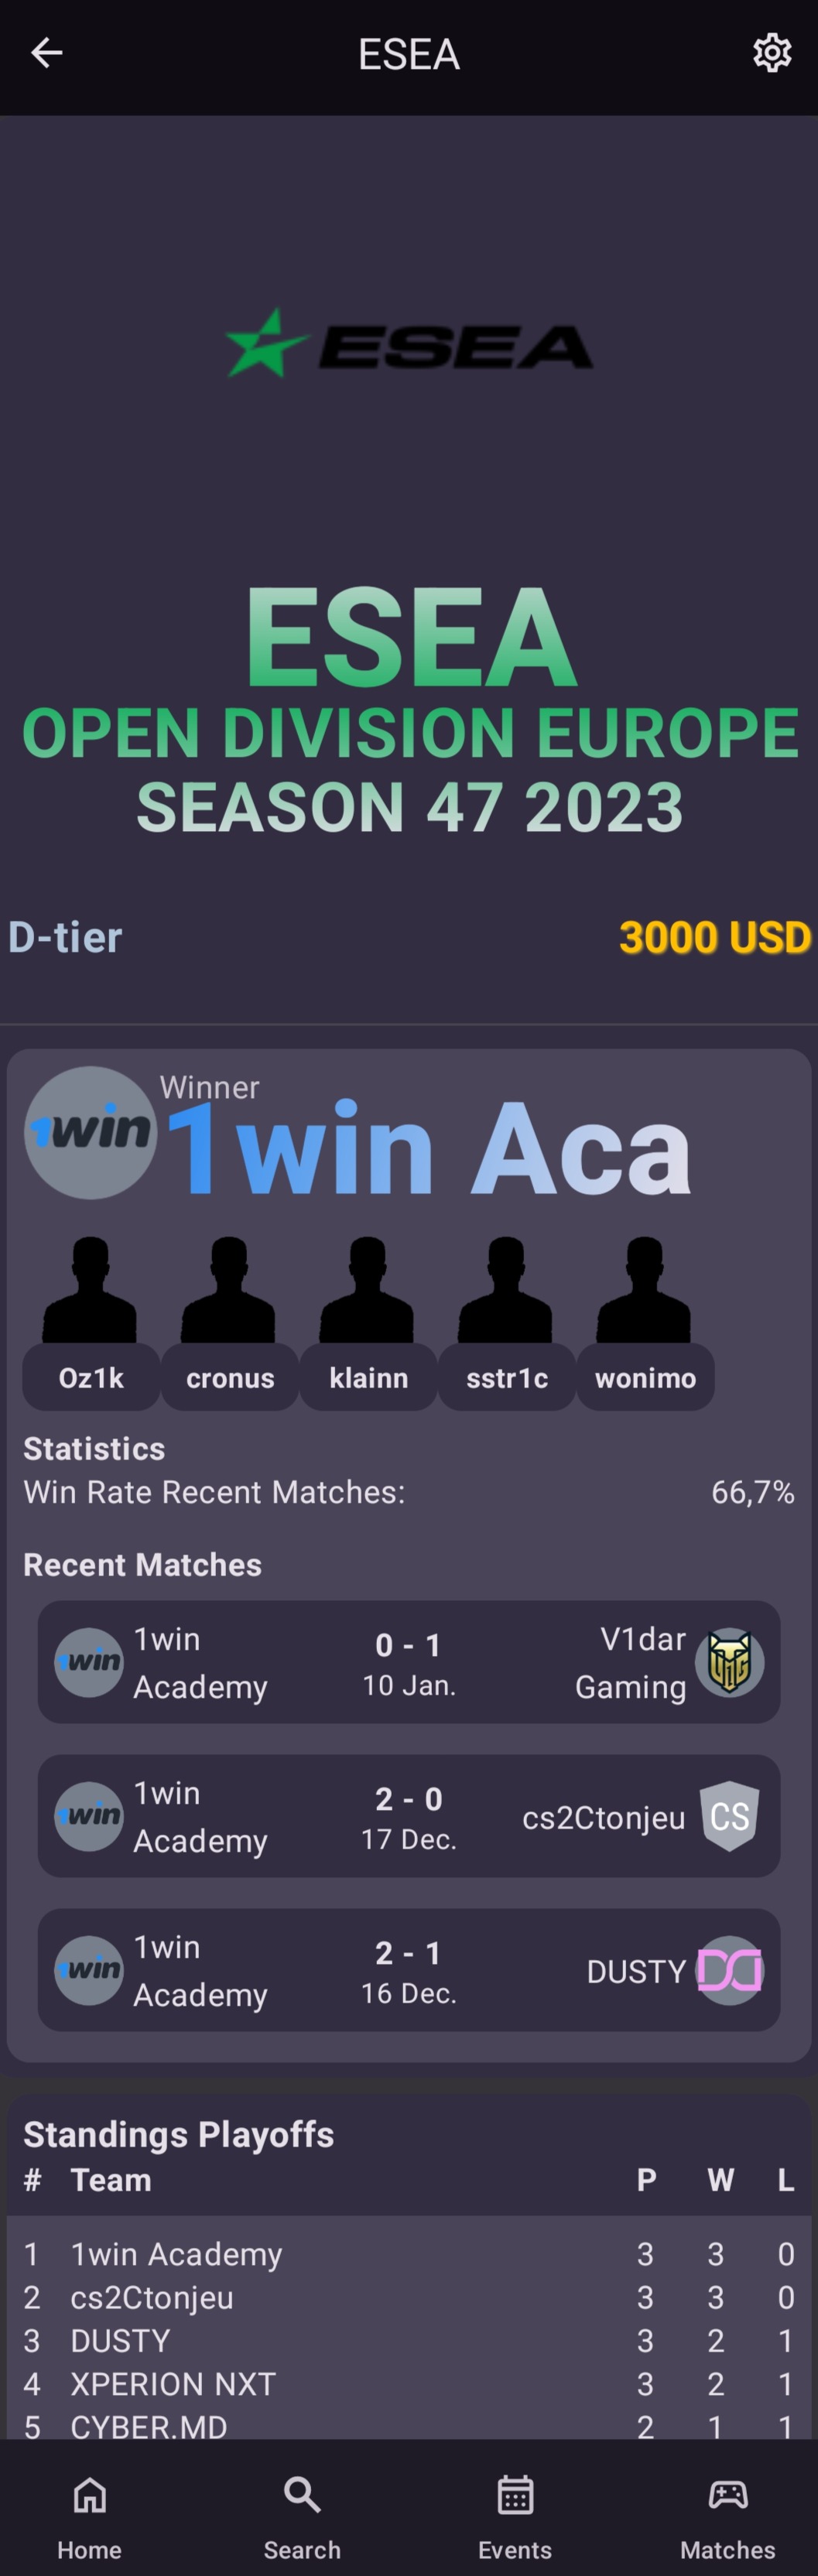 ESEA
ESEA
ESEA
OPEN DIVISION EUROPE
SEASON 47 2023
D-tier 3000 USD
1win Winner
1win Aca
Oz1k cronus klainn sstr1c wonimo
Statistics
Win Rate Recent Matches: 66,7%
Recent Matches
1win 1win Academy 0 - 1 V1dar Gaming
10 Jan.
1win 1win Academy 2 - 0 cs2Ctonjeu CS
17 Dec.
1win 1win Academy 2 - 1 DUSTY
16 Dec.
Standings Playoffs
# Team P W L
1 1win Academy 3 3 0
2 cs2Ctonjeu 3 3 0
3 DUSTY 3 2 1
4 XPERION NXT 3 2 1
5 CYBER.MD 2 1 1
Home Search Events Matches